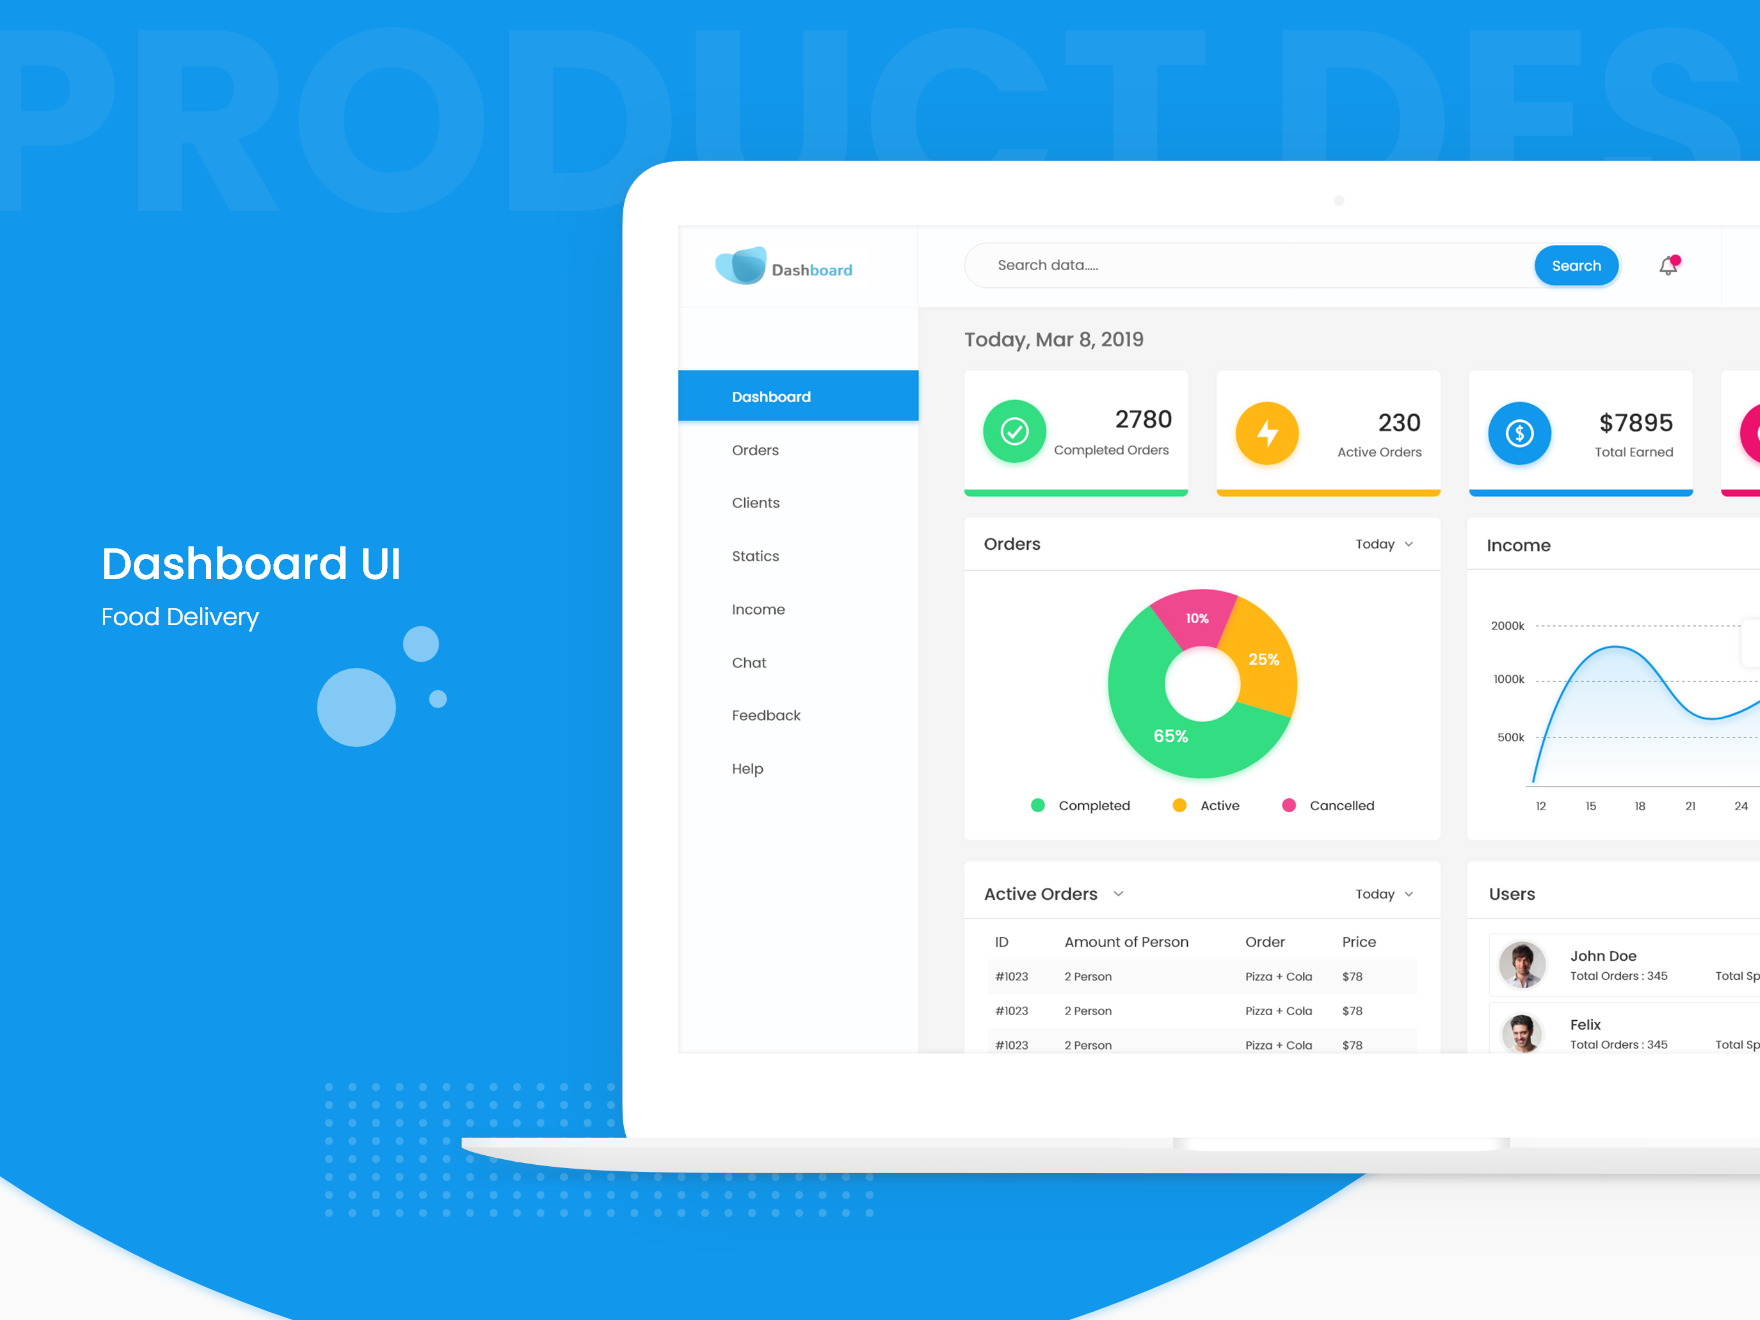 PRODUCT DES
Dashboard
Search data.....
Search
Today, Mar 8, 2019
Dashboard
Orders
Clients
Statics
Income
Chat
Feedback
Help
Dashboard UI
Food Delivery
2780
Completed Orders
230
Active Orders
$7895
Total Earned
Orders
Today
10%
25%
65%
Completed
Active
Cancelled
Income
2000k
1000k
500k
12 15 18 21 24
Active Orders
Today
ID Amount of Person Order Price
#1023 2 Person Pizza + Cola $78
#1023 2 Person Pizza + Cola $78
#1023 2 Person Pizza + Cola $78
Users
John Doe
Total Orders : 345 Total Sp
Felix
Total Orders : 345 Total Sp